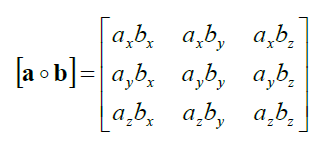 a_x b_x a_x b_y a_x b_z
[a ∘ b] = a_y b_x a_y b_y a_y b_z
a_z b_x a_z b_y a_z b_z